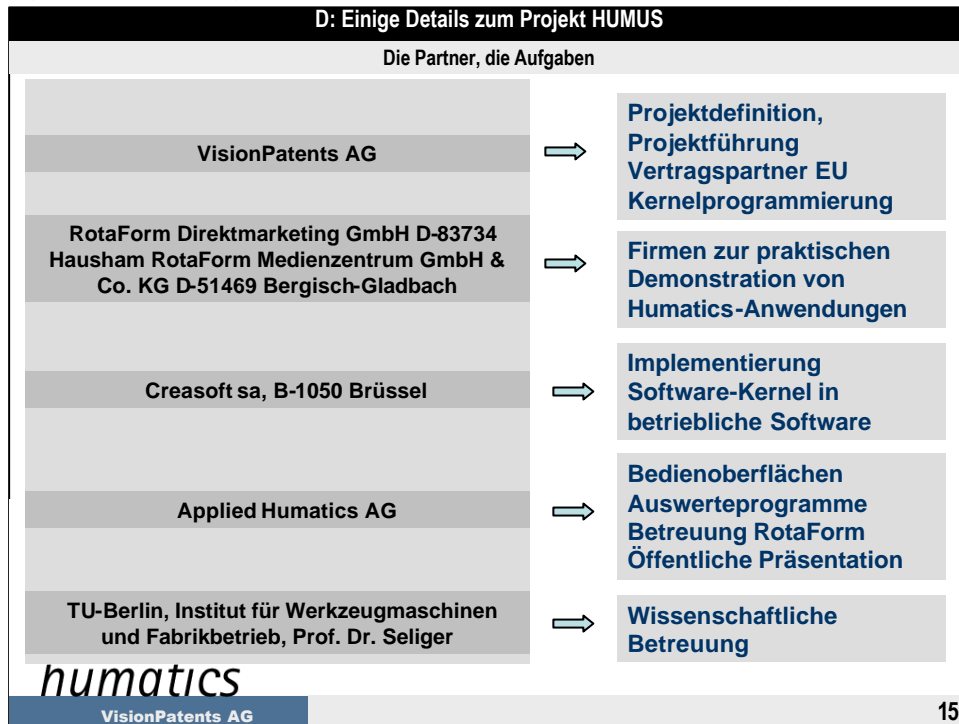 D: Einige Details zum Projekt HUMUS
Die Partner, die Aufgaben
VisionPatents AG
Projektdefinition,
Projektführung
Vertragspartner EU
Kernelprogrammierung
RotaForm Direktmarketing GmbH D-83734
Hausham RotaForm Medienzentrum GmbH &
Co. KG D-51469 Bergisch-Gladbach
Firmen zur praktischen
Demonstration von
Humatics-Anwendungen
Creasoft sa, B-1050 Brüssel
Implementierung
Software-Kernel in
betriebliche Software
Applied Humatics AG
Bedienoberflächen
Auswerteprogramme
Betreuung RotaForm
Öffentliche Präsentation
TU-Berlin, Institut für Werkzeugmaschinen
und Fabrikbetrieb, Prof. Dr. Seliger
Wissenschaftliche
Betreuung
humatics
VisionPatents AG
15